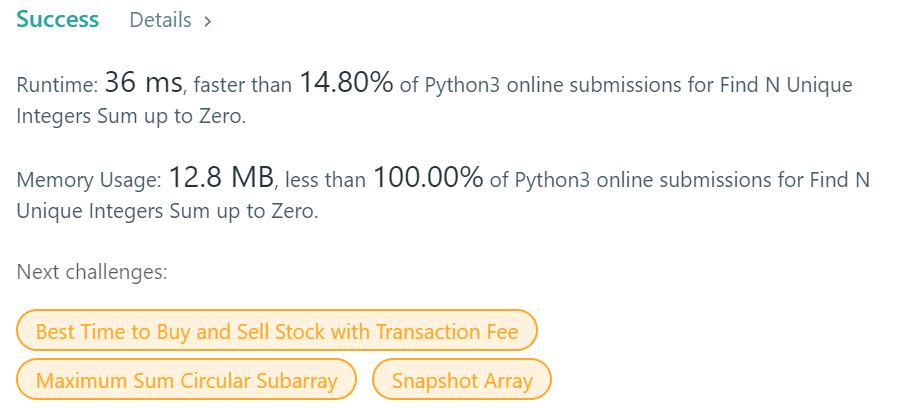 Success Details >
Runtime: 36 ms, faster than 14.80% of Python3 online submissions for Find N Unique
Integers Sum up to Zero.
Memory Usage: 12.8 MB, less than 100.00% of Python3 online submissions for Find N
Unique Integers Sum up to Zero.
Next challenges:
Best Time to Buy and Sell Stock with Transaction Fee
Maximum Sum Circular Subarray Snapshot Array